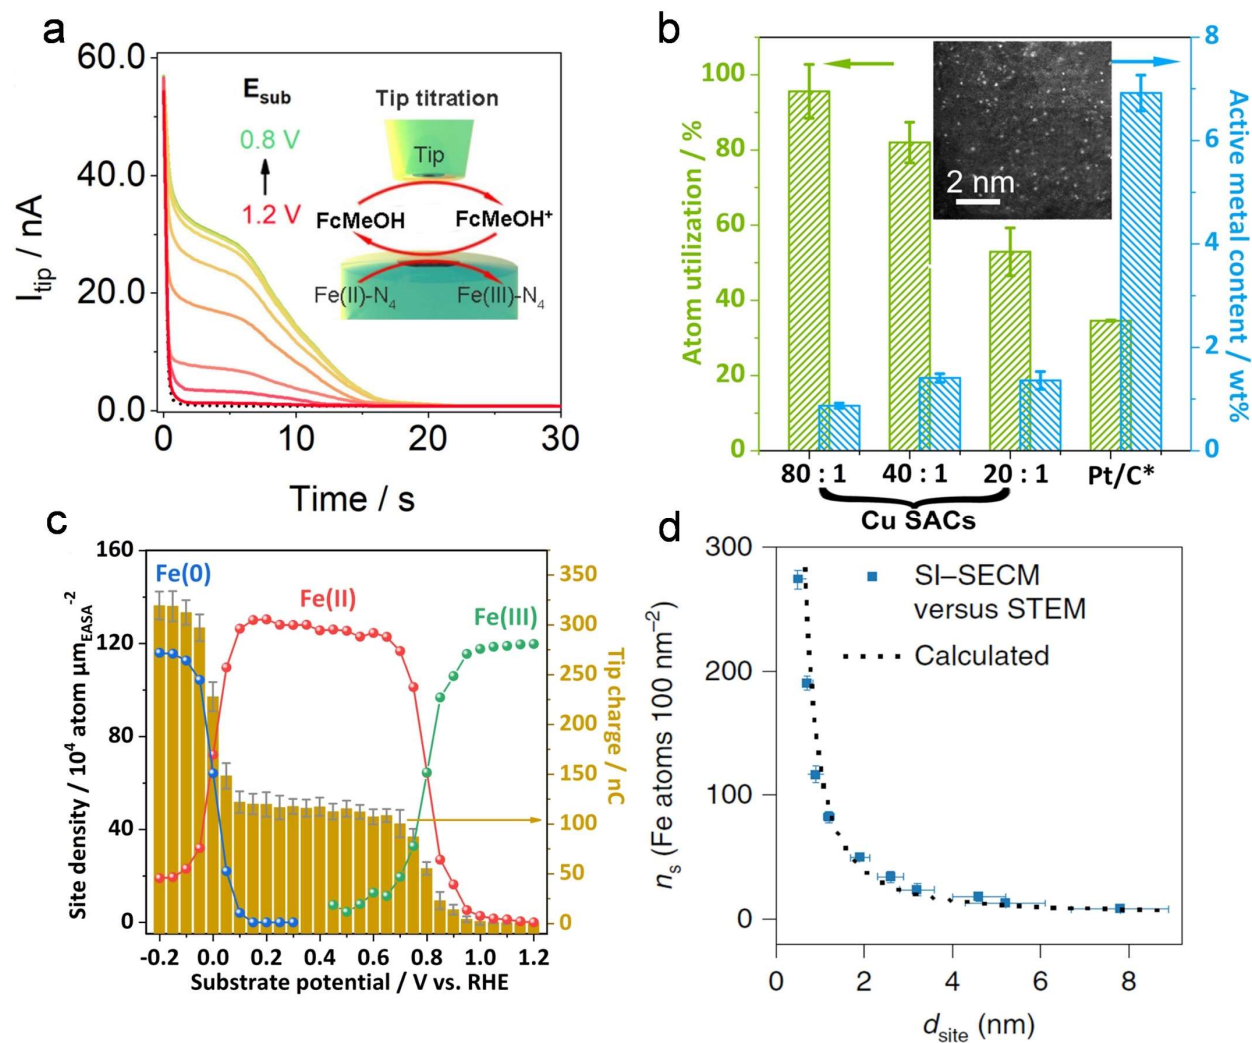 a
60.0
40.0
20.0
0.0
I_tip / nA
0
10
20
30
Time / s
E_sub
0.8 V
1.2 V
Tip titration
Tip
FcMeOH
FcMeOH⁺
Fe(II)-N₄
Fe(III)-N₄
b
100
80
60
40
20
0
Atom utilization / %
8
6
4
2
0
Active metal content / wt%
2 nm
80 : 1
40 : 1
20 : 1
Pt/C*
Cu SACs
c
160
120
80
40
0
Site density / 10⁴ atom μm_EASA⁻²
Fe(0)
Fe(II)
Fe(III)
350
300
250
200
150
100
50
0
Tip charge / nC
-0.2
0.0
0.2
0.4
0.6
0.8
1.0
1.2
Substrate potential / V vs. RHE
d
300
200
100
0
n_s (Fe atoms 100 nm⁻²)
SI–SECM
versus STEM
Calculated
0
2
4
6
8
d_site (nm)